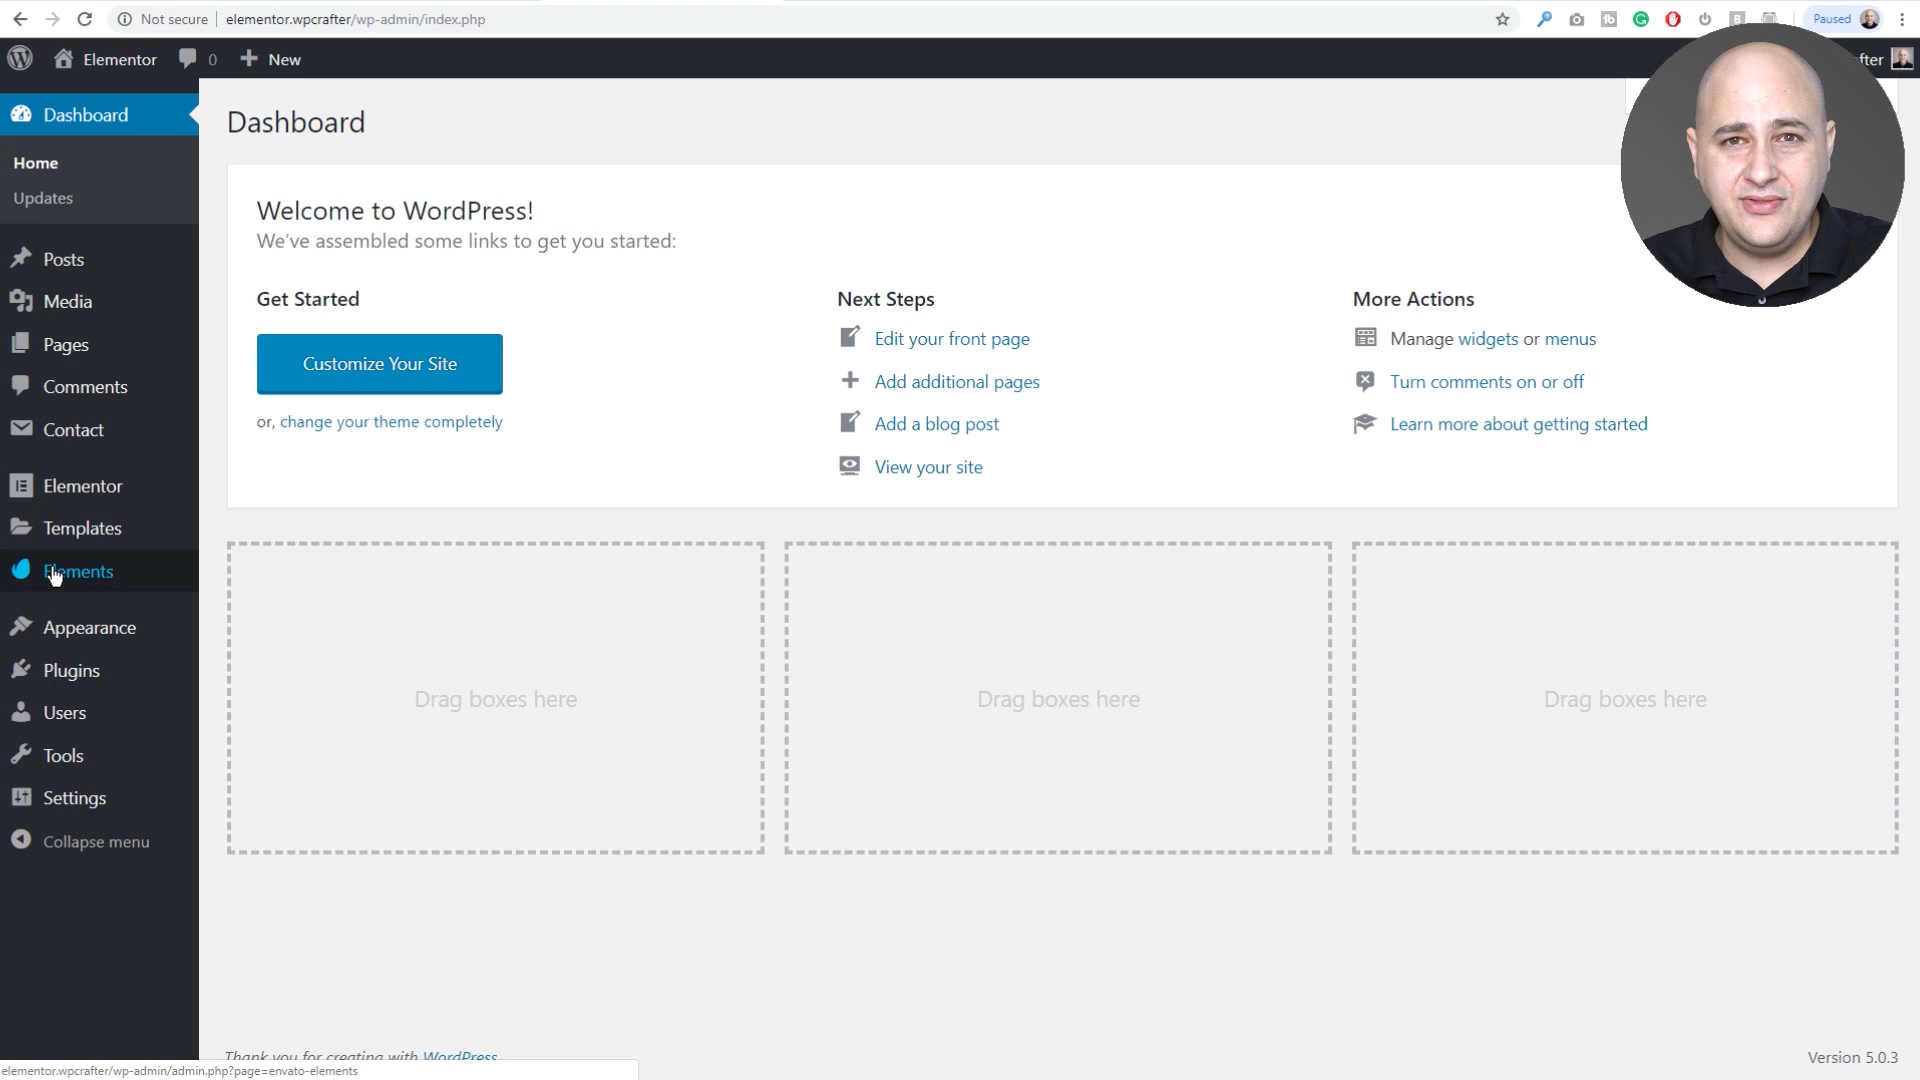 Not secure
elementor.wpcrafter/wp-admin/index.php
Paused
Elementor
0
New
fter
Dashboard
Home
Updates
Posts
Media
Pages
Comments
Contact
Elementor
Templates
Elements
Appearance
Plugins
Users
Tools
Settings
Collapse menu
Dashboard
Welcome to WordPress!
We've assembled some links to get you started:
Get Started
Customize Your Site
or, change your theme completely
Next Steps
Edit your front page
Add additional pages
Add a blog post
View your site
More Actions
Manage widgets or menus
Turn comments on or off
Learn more about getting started
Drag boxes here
Drag boxes here
Drag boxes here
Thank you for creating with WordPress
Version 5.0.3
elementor.wpcrafter/wp-admin/admin.php?page=envato-elements